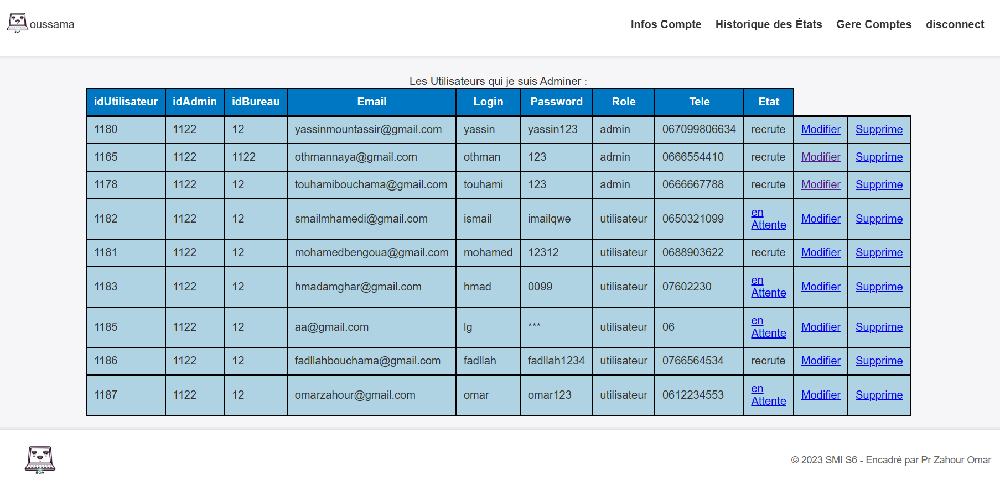 oussama
Infos Compte Historique des États Gere Comptes disconnect
Les Utilisateurs qui je suis Adminer :
idUtilisateur idAdmin idBureau Email Login Password Role Tele Etat
1180 1122 12 yassinmountassir@gmail.com yassin yassin123 admin 067099806634 recrute Modifier Supprime
1165 1122 1122 othmannaya@gmail.com othman 123 admin 0666554410 recrute Modifier Supprime
1178 1122 12 touhamibouchama@gmail.com touhami 123 admin 0666667788 recrute Modifier Supprime
1182 1122 12 smailmhamedi@gmail.com ismail imailqwe utilisateur 0650321099 en Attente Modifier Supprime
1181 1122 12 mohamedbengoua@gmail.com mohamed 12312 utilisateur 0688903622 recrute Modifier Supprime
1183 1122 12 hmadamghar@gmail.com hmad 0099 utilisateur 07602230 en Attente Modifier Supprime
1185 1122 12 aa@gmail.com lg *** utilisateur 06 en Attente Modifier Supprime
1186 1122 12 fadllahbouchama@gmail.com fadllah fadllah1234 utilisateur 0766564534 recrute Modifier Supprime
1187 1122 12 omarzahour@gmail.com omar omar123 utilisateur 0612234553 en Attente Modifier Supprime
© 2023 SMI S6 - Encadré par Pr Zahour Omar